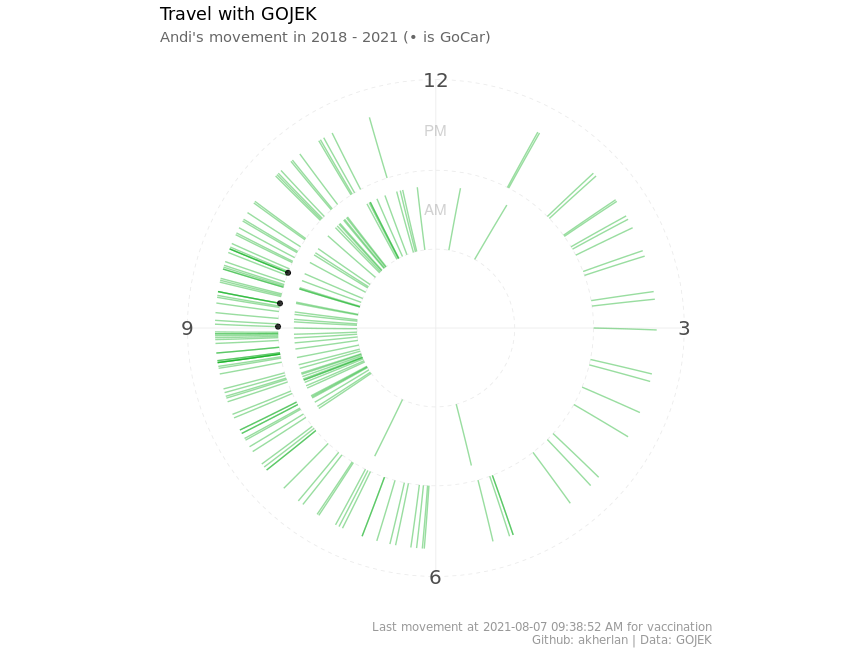 Travel with GOJEK
Andi's movement in 2018 - 2021 (• is GoCar)
12
PM
AM
9
3
6
Last movement at 2021-08-07 09:38:52 AM for vaccination
Github: akherlan | Data: GOJEK